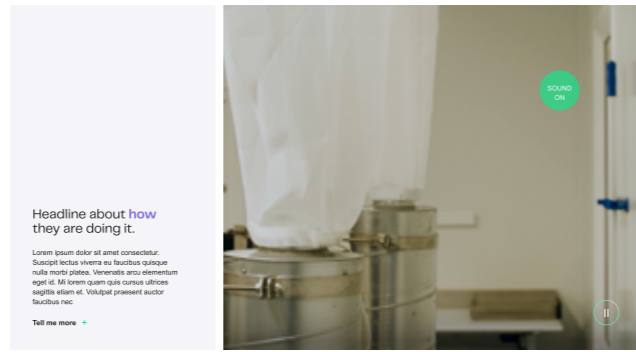 Headline about how
they are doing it.
Lorem ipsum dolor sit amet consectetur.
Suscipit lectus viverra eu faucibus quisque
nulla morbi platea. Venenatis arcu elementum
eget id. Mi lorem quam quis cursus ultrices
sagittis etiam et. Volutpat praesent auctor
faucibus nec
Tell me more +
SOUND
ON